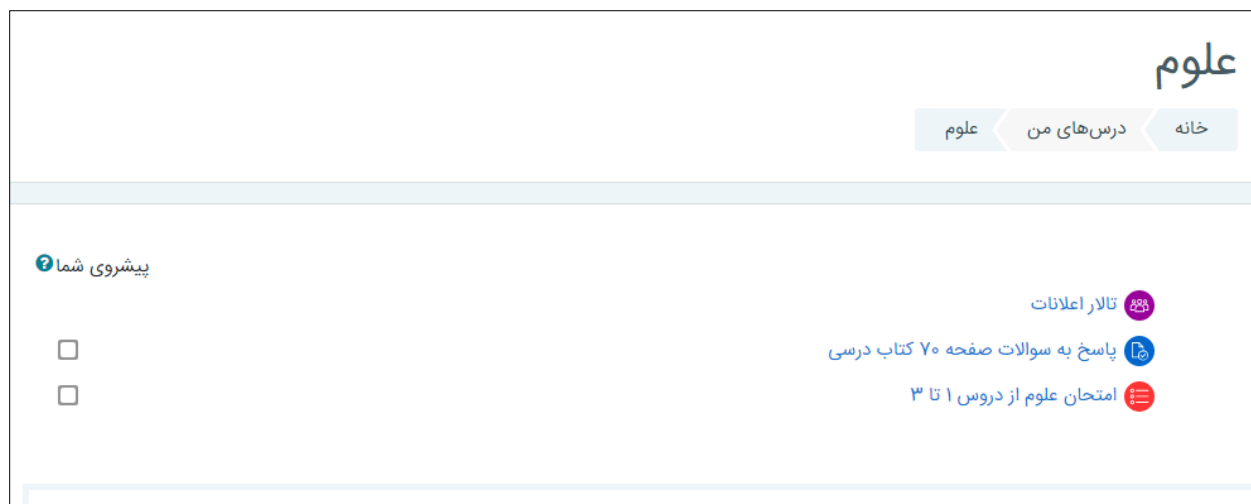 علوم
خانه درس‌های من علوم
پیشروی شما
تالار اعلانات
پاسخ به سوالات صفحه ۷۰ کتاب درسی
امتحان علوم از دروس ۱ تا ۳